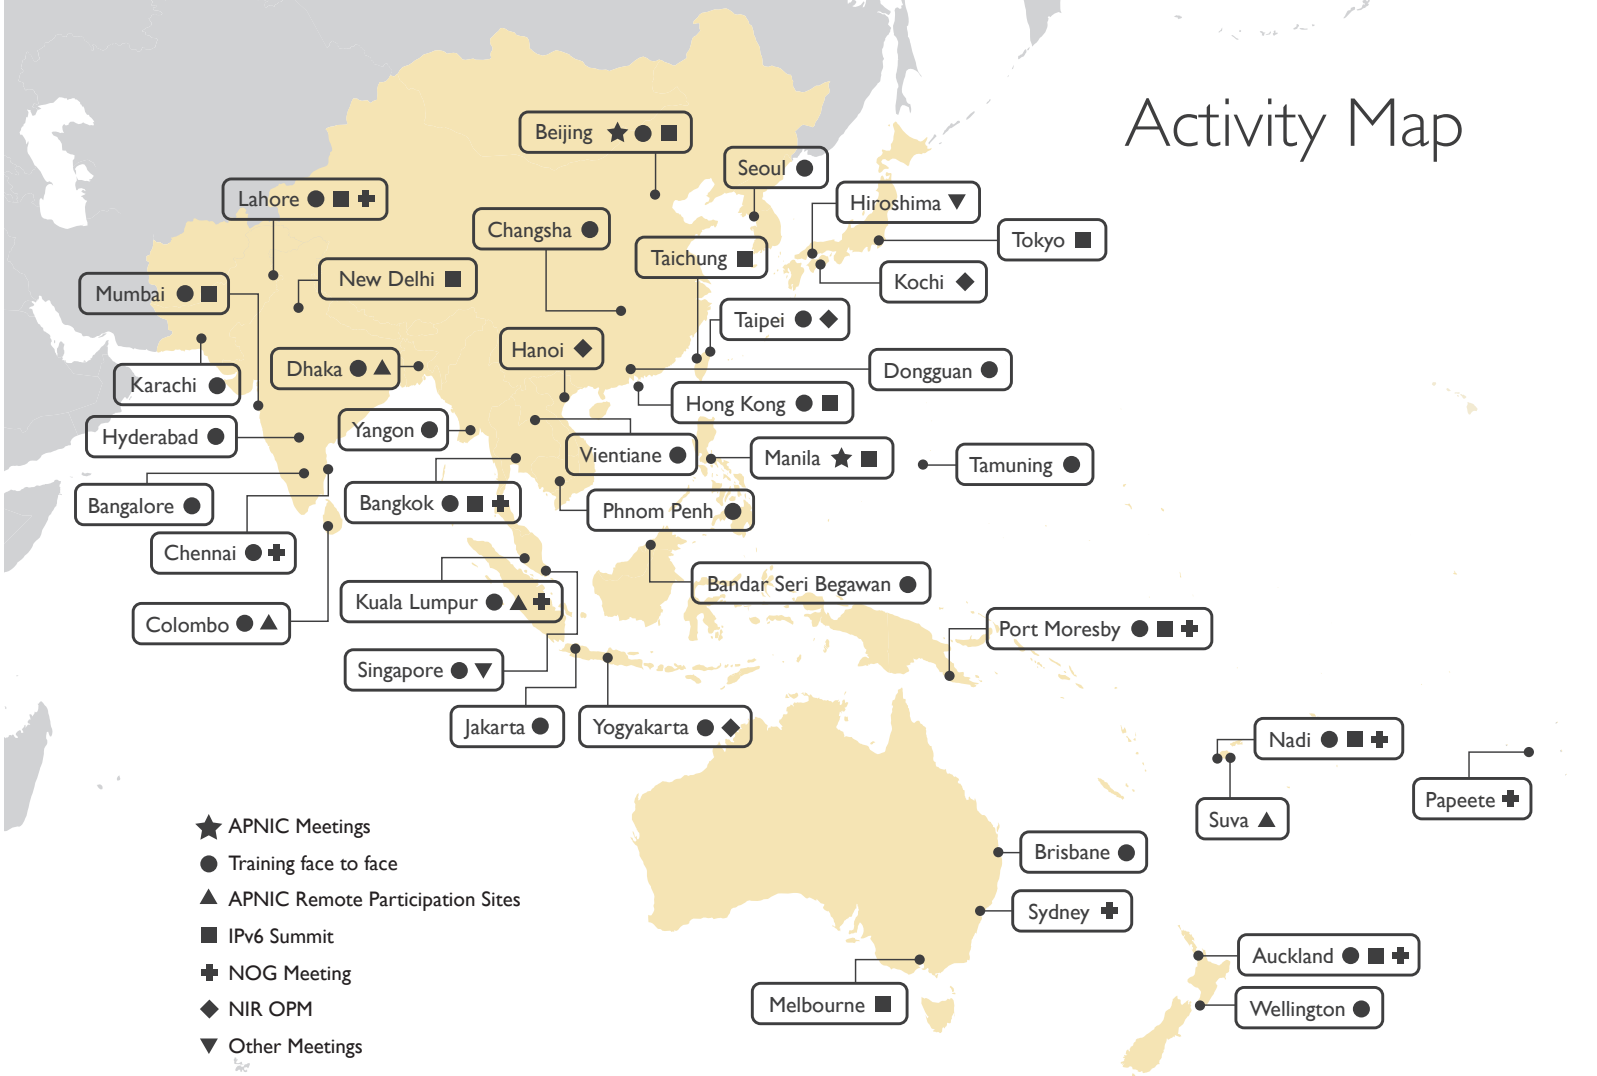 Activity Map
Beijing
Seoul
Lahore
Hiroshima
Changsha
Tokyo
Taichung
New Delhi
Kochi
Mumbai
Taipei
Hanoi
Dhaka
Dongguan
Karachi
Hong Kong
Yangon
Hyderabad
Vientiane
Manila
Tamuning
Bangkok
Bangalore
Phnom Penh
Chennai
Bandar Seri Begawan
Kuala Lumpur
Colombo
Port Moresby
Singapore
Jakarta
Yogyakarta
Nadi
Papeete
Suva
Brisbane
Sydney
Auckland
Melbourne
Wellington
APNIC Meetings
Training face to face
APNIC Remote Participation Sites
IPv6 Summit
NOG Meeting
NIR OPM
Other Meetings